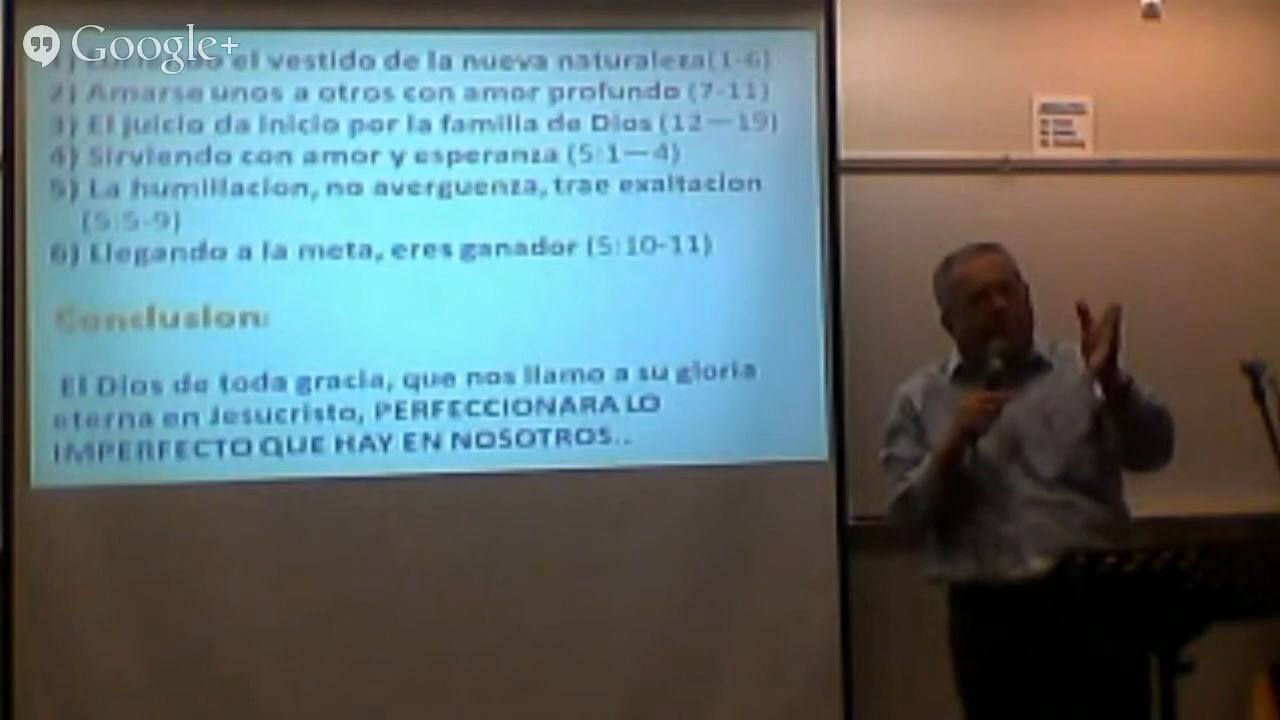 Google+
el vestido de la nueva naturaleza(1-6)
2) Amarse unos a otros con amor profundo (7-11)
3) El juicio da inicio por la familia de Dios (12—19)
4) Sirviendo con amor y esperanza (5:1—4)
5) La humillacion, no averguenza, trae exaltacion
(5:5-9)
6) Llegando a la meta, eres ganador (5:10-11)
Conclusion:
El Dios de toda gracia, que nos llamo a su gloria
eterna en Jesucristo, PERFECCIONARA LO
IMPERFECTO QUE HAY EN NOSOTROS..